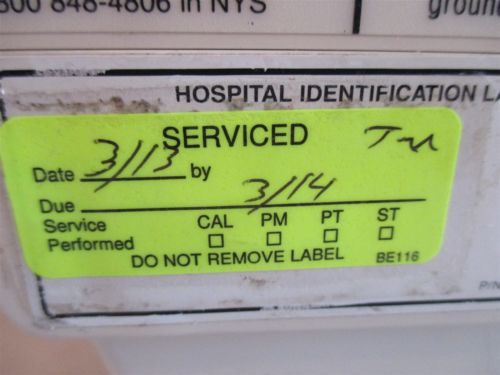 800 848-4806 in NYS
ground
HOSPITAL IDENTIFICATION LA
SERVICED
Date 3/13 by
Due 3/14
Service Performed CAL PM PT ST
DO NOT REMOVE LABEL BE116
P/N